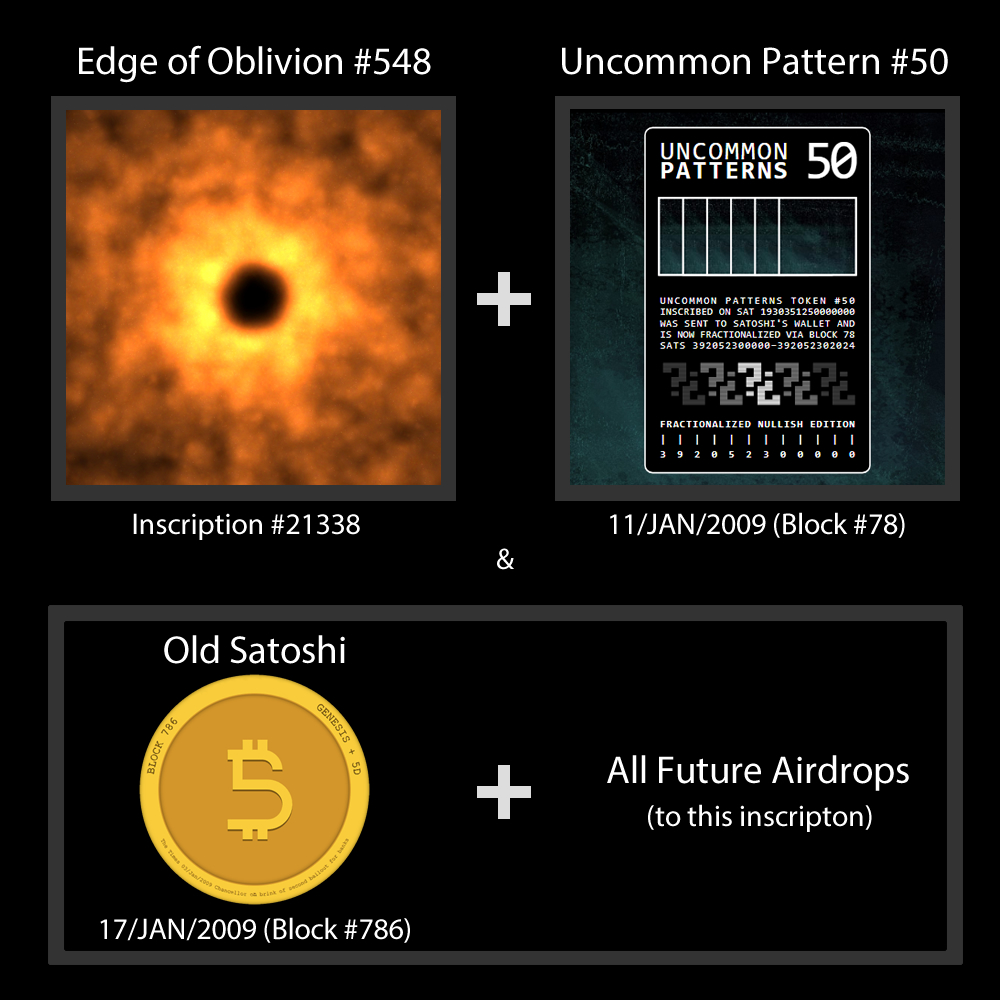 Edge of Oblivion #548
Uncommon Pattern #50
UNCOMMON
PATTERNS
50
UNCOMMON PATTERNS TOKEN #50
INSCRIBED ON SAT 1930351250000000
WAS SENT TO SATOSHI'S WALLET AND
IS NOW FRACTIONALIZED VIA BLOCK 78
SATS 392052300000-392052302024
FRACTIONALIZED NULLISH EDITION
3 9 2 0 5 2 3 0 0 0 0 0
Inscription #21338
11/JAN/2009 (Block #78)
&
Old Satoshi
BLOCK 786
GENESIS + 5D
The Times 03/Jan/2009 Chancellor on brink of second bailout for banks
17/JAN/2009 (Block #786)
All Future Airdrops
(to this inscripton)